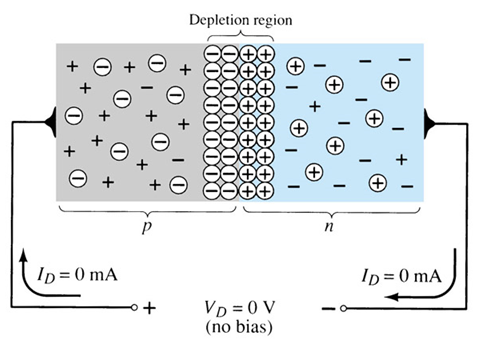 Depletion region
p
n
I_D = 0 mA
I_D = 0 mA
+ V_D = 0 V −
(no bias)